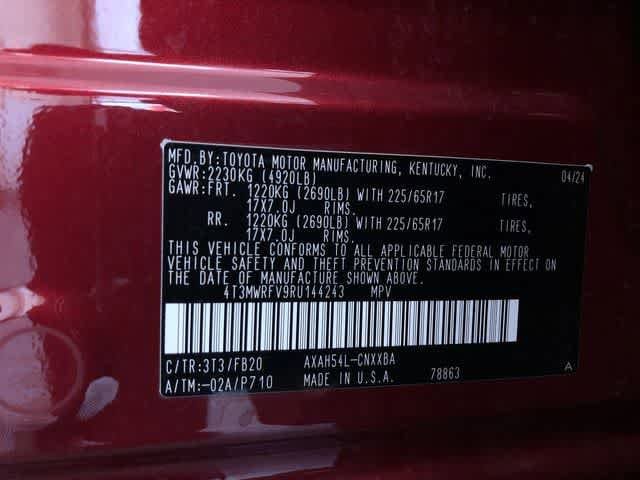 MFD.BY:TOYOTA MOTOR MANUFACTURING, KENTUCKY, INC. 04/24
GVWR:2230KG (4920LB)
GAWR:FRT. 1220KG (2690LB) WITH 225/65R17 TIRES,
17X7.0J RIMS.
RR. 1220KG (2690LB) WITH 225/65R17 TIRES,
17X7.0J RIMS.
THIS VEHICLE CONFORMS TO ALL APPLICABLE FEDERAL MOTOR
VEHICLE SAFETY AND THEFT PREVENTION STANDARDS IN EFFECT ON
THE DATE OF MANUFACTURE SHOWN ABOVE.
4T3MWRFV9RU144243 MPV
C/TR:3T3/FB20 AXAH54L-CNXXBA A
A/TM:-02A/P710 MADE IN U.S.A. 78863